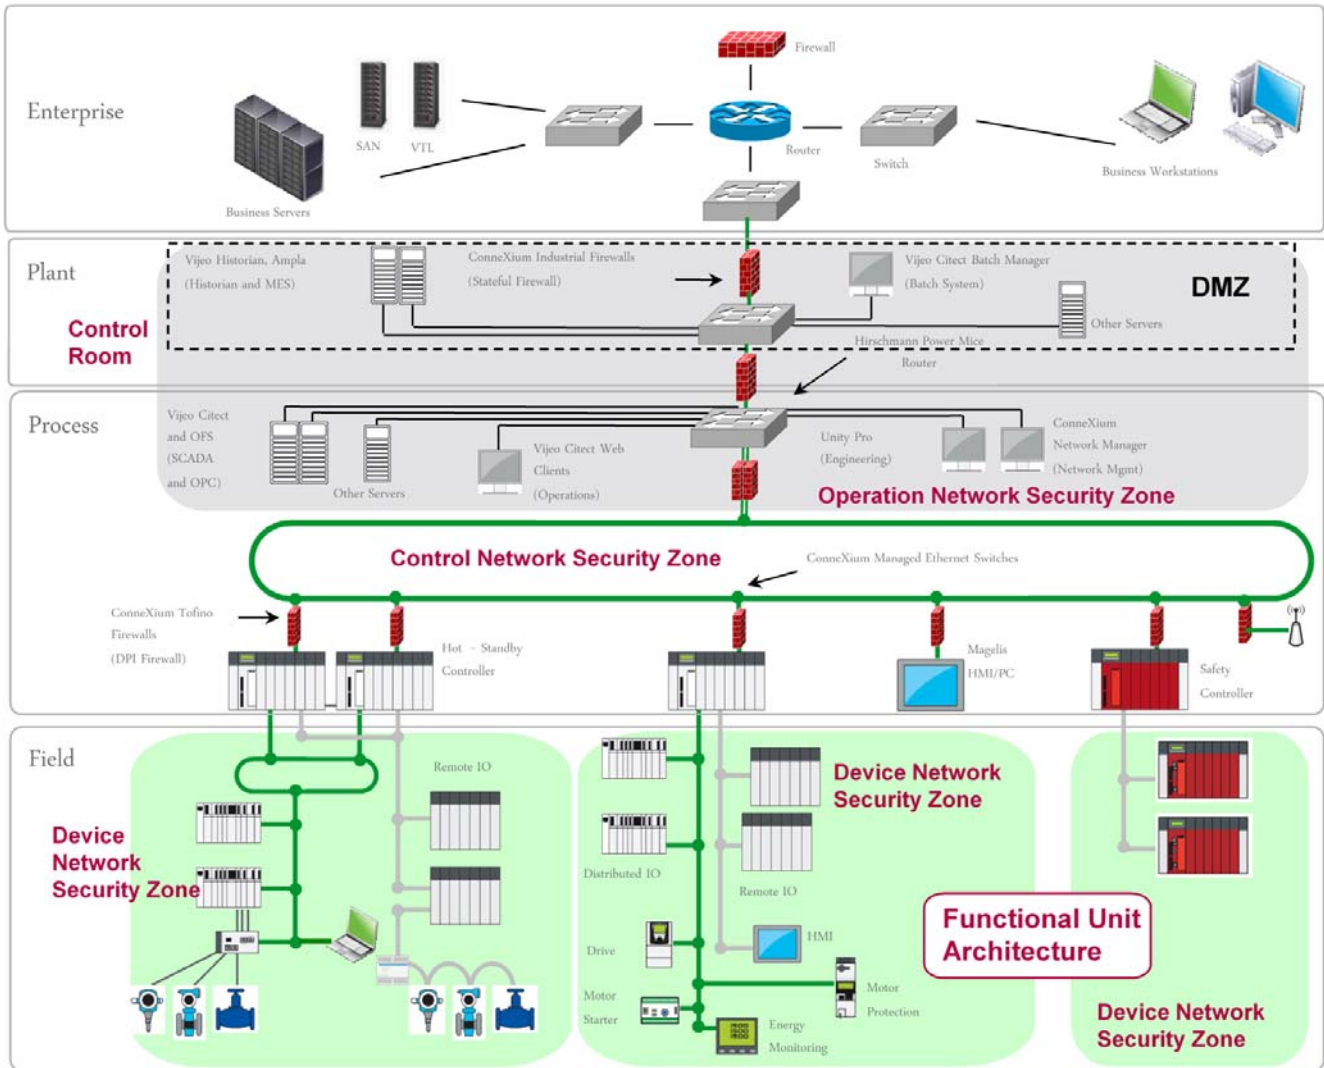 Enterprise
Firewall
SAN
VTL
Router
Switch
Business Servers
Business Workstations
Plant
Control
Room
Vijeo Historian, Ampla
(Historian and MES)
ConneXium Industrial Firewalls
(Stateful Firewall)
Vijeo Citect Batch Manager
(Batch System)
DMZ
Other Servers
Hirschmann Power Mice
Router
Process
Vijeo Citect
and OFS
(SCADA
and OPC)
Other Servers
Vijeo Citect Web
Clients
(Operations)
Unity Pro
(Engineering)
ConneXium
Network Manager
(Network Mgmt)
Operation Network Security Zone
Control Network Security Zone
ConneXium Managed Ethernet Switches
ConneXium Tofino
Firewalls
(DPI Firewall)
Hot - Standby
Controller
Magelis
HMI/PC
Safety
Controller
Field
Device
Network
Security Zone
Remote IO
Distributed IO
Device Network
Security Zone
Remote IO
Drive
HMI
Motor
Starter
Motor
Protection
Energy
Monitoring
Functional Unit
Architecture
Device Network
Security Zone